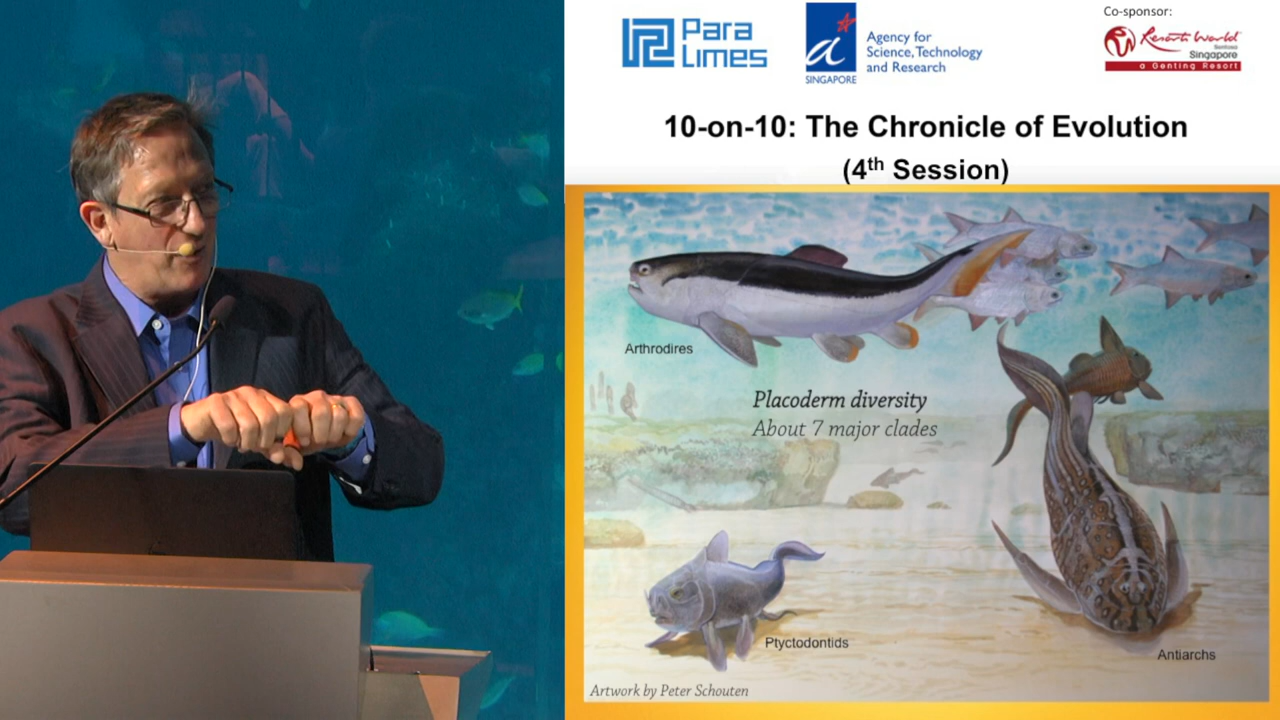 Para
Limes
Agency for
Science, Technology
and Research
SINGAPORE
Co-sponsor:
Resorts World
Sentosa
Singapore
a Genting Resort
10-on-10: The Chronicle of Evolution
(4th Session)
Arthrodires
Placoderm diversity
About 7 major clades
Ptyctodontids
Antiarchs
Artwork by Peter Schouten